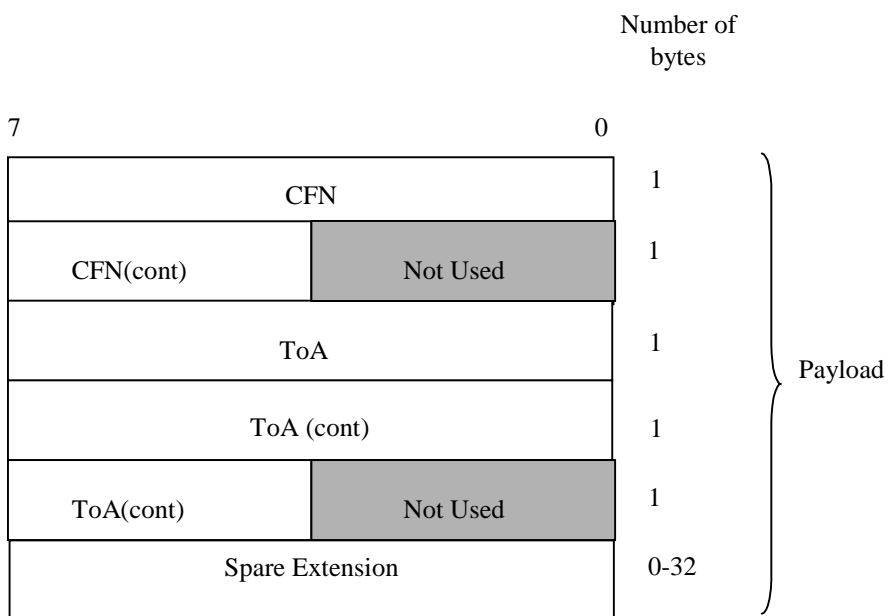 Number of
bytes
7 0
CFN 1
CFN(cont) Not Used 1
ToA 1
Payload
ToA (cont) 1
ToA(cont) Not Used 1
Spare Extension 0-32